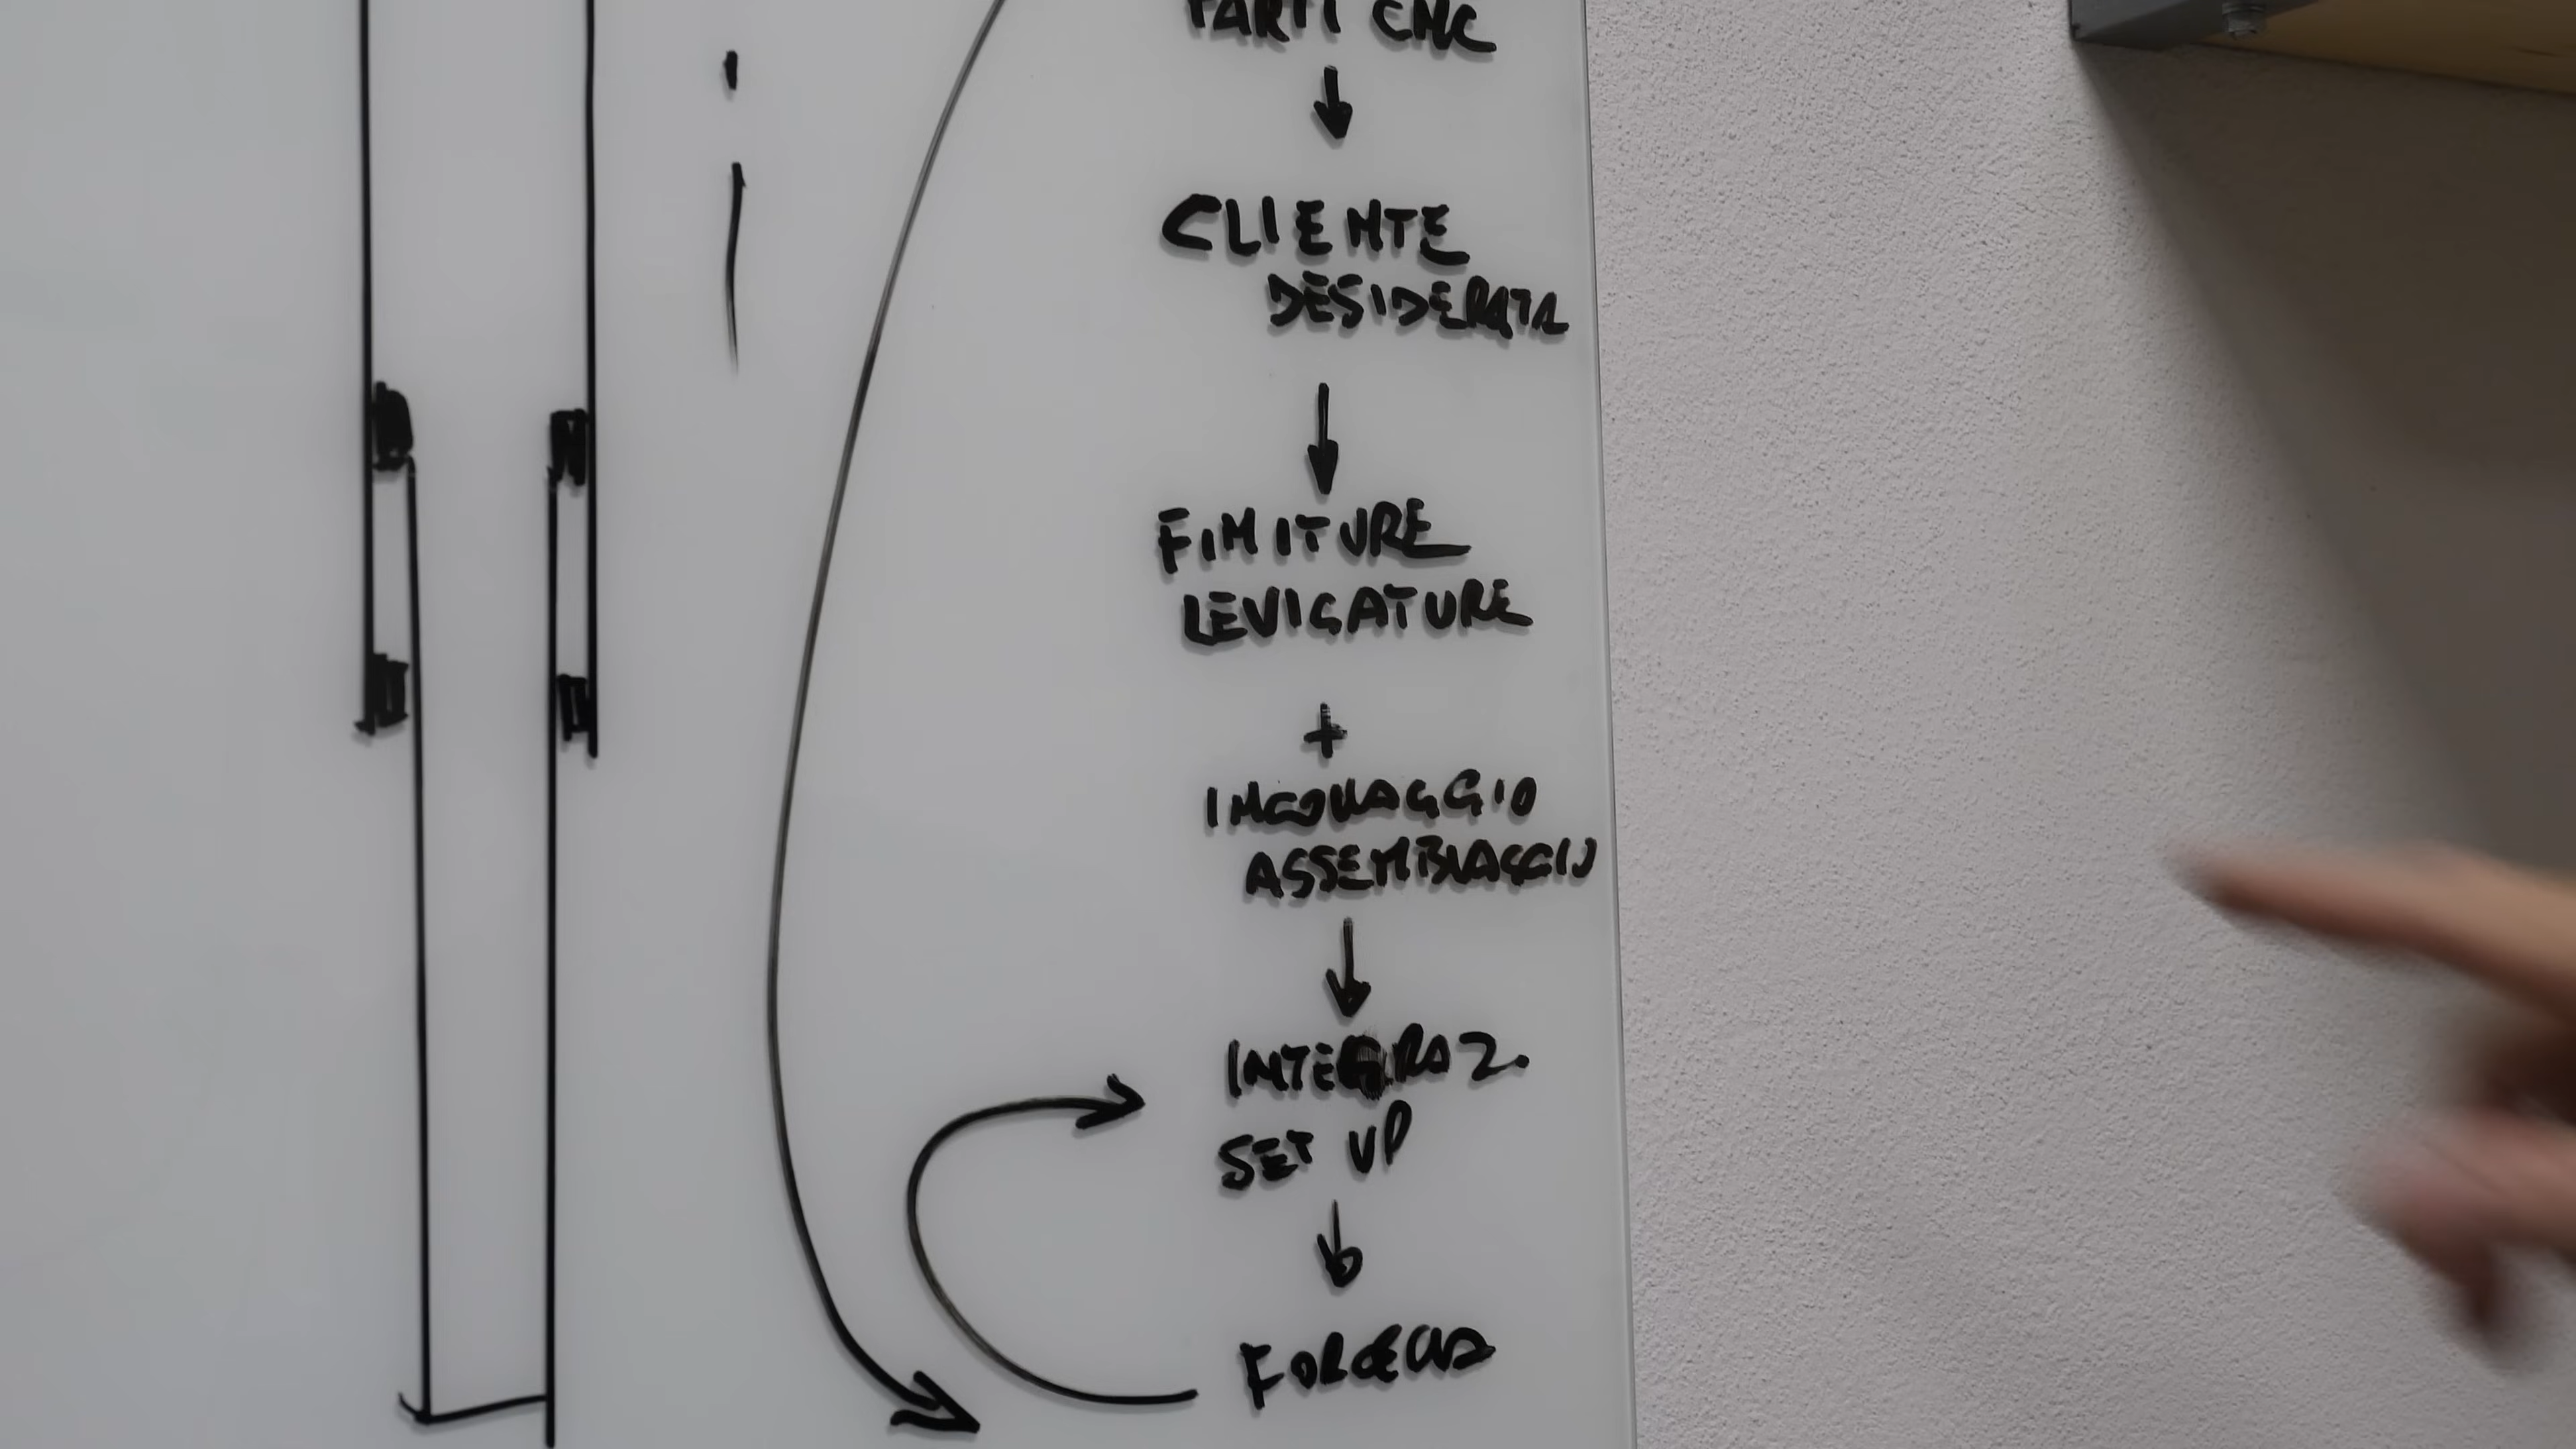 PARTI CNC
CLIENTE
DESIDERATA
FINITURE
LEVIGATURE
+
INCOLLAGGIO
ASSEMBLAGGIO
INTEGRAZ.
SET UP
FORCELLA